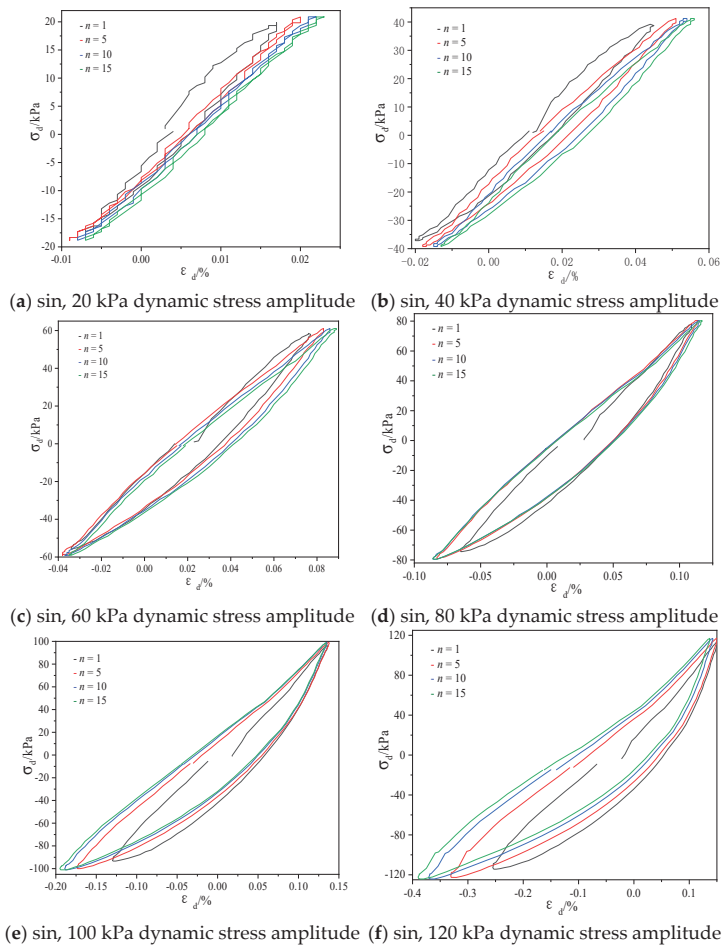 σd/kPa
20
15
10
5
0
-5
-10
-15
-20
- n = 1
- n = 5
- n = 10
- n = 15
-0.01 0.00 0.01 0.02
ε d/%
(a) sin, 20 kPa dynamic stress amplitude
σd/kPa
40
30
20
10
0
-10
-20
-30
-40
- n = 1
- n = 5
- n = 10
- n = 15
-0.02 0.00 0.02 0.04 0.06
ε d/%
(b) sin, 40 kPa dynamic stress amplitude
σd/kPa
60
40
20
0
-20
-40
-60
- n = 1
- n = 5
- n = 10
- n = 15
-0.04 -0.02 0.00 0.02 0.04 0.06 0.08
ε d/%
(c) sin, 60 kPa dynamic stress amplitude
σd/kPa
80
60
40
20
0
-20
-40
-60
-80
- n = 1
- n = 5
- n = 10
- n = 15
-0.10 -0.05 0.00 0.05 0.10
ε d/%
(d) sin, 80 kPa dynamic stress amplitude
σd/kPa
100
80
60
40
20
0
-20
-40
-60
-80
-100
- n = 1
- n = 5
- n = 10
- n = 15
-0.20 -0.15 -0.10 -0.05 0.00 0.05 0.10 0.15
ε d/%
(e) sin, 100 kPa dynamic stress amplitude
σd/kPa
120
80
40
0
-40
-80
-120
- n = 1
- n = 5
- n = 10
- n = 15
-0.4 -0.3 -0.2 -0.1 0.0 0.1
ε d/%
(f) sin, 120 kPa dynamic stress amplitude